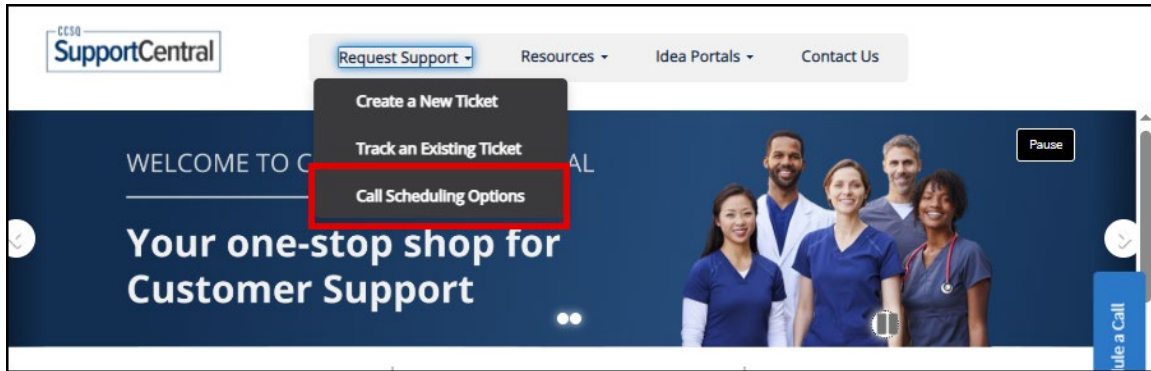 CCSQ
SupportCentral
Request Support
Resources
Idea Portals
Contact Us
Create a New Ticket
Track an Existing Ticket
Call Scheduling Options
Pause
WELCOME TO
AL
Your one-stop shop for
Customer Support
a Call